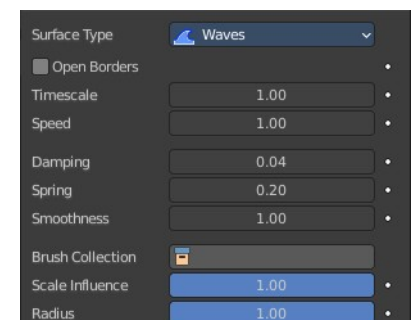 Surface Type Waves
Open Borders
Timescale 1.00
Speed 1.00
Damping 0.04
Spring 0.20
Smoothness 1.00
Brush Collection
Scale Influence 1.00
Radius 1.00